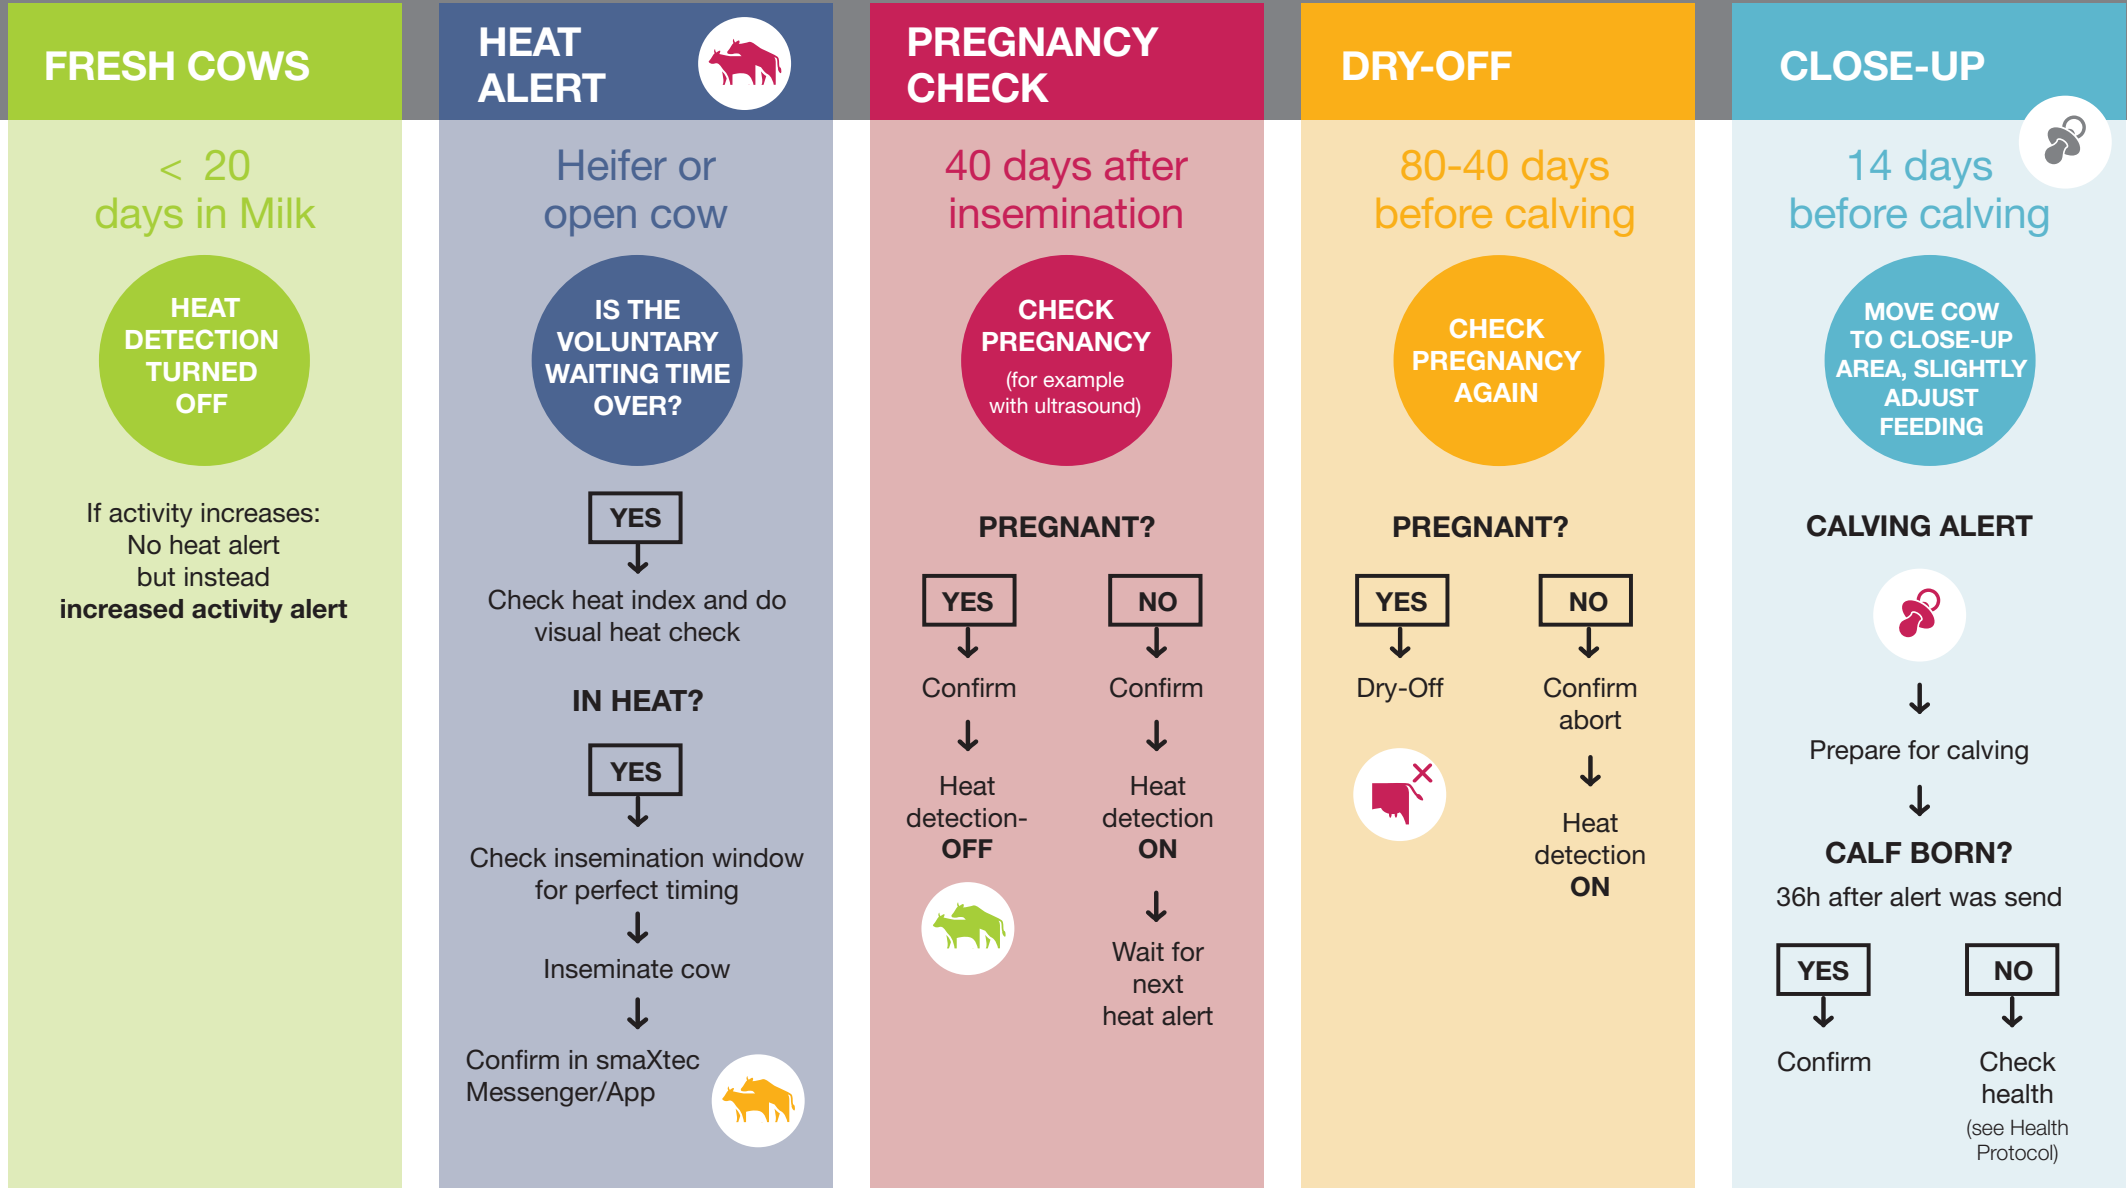 FRESH COWS
< 20
days in Milk
HEAT
DETECTION
TURNED
OFF
If activity increases:
No heat alert
but instead
increased activity alert
HEAT
ALERT
Heifer or
open cow
IS THE
VOLUNTARY
WAITING TIME
OVER?
YES
Check heat index and do
visual heat check
IN HEAT?
YES
Check insemination window
for perfect timing
Inseminate cow
Confirm in smaXtec
Messenger/App
PREGNANCY
CHECK
40 days after
insemination
CHECK
PREGNANCY
(for example
with ultrasound)
PREGNANT?
YES
Confirm
Heat
detection-
OFF
NO
Confirm
Heat
detection
ON
Wait for
next
heat alert
DRY-OFF
80-40 days
before calving
CHECK
PREGNANCY
AGAIN
PREGNANT?
YES
Dry-Off
NO
Confirm
abort
Heat
detection
ON
CLOSE-UP
14 days
before calving
MOVE COW
TO CLOSE-UP
AREA, SLIGHTLY
ADJUST
FEEDING
CALVING ALERT
Prepare for calving
CALF BORN?
36h after alert was send
YES
Confirm
NO
Check
health
(see Health
Protocol)